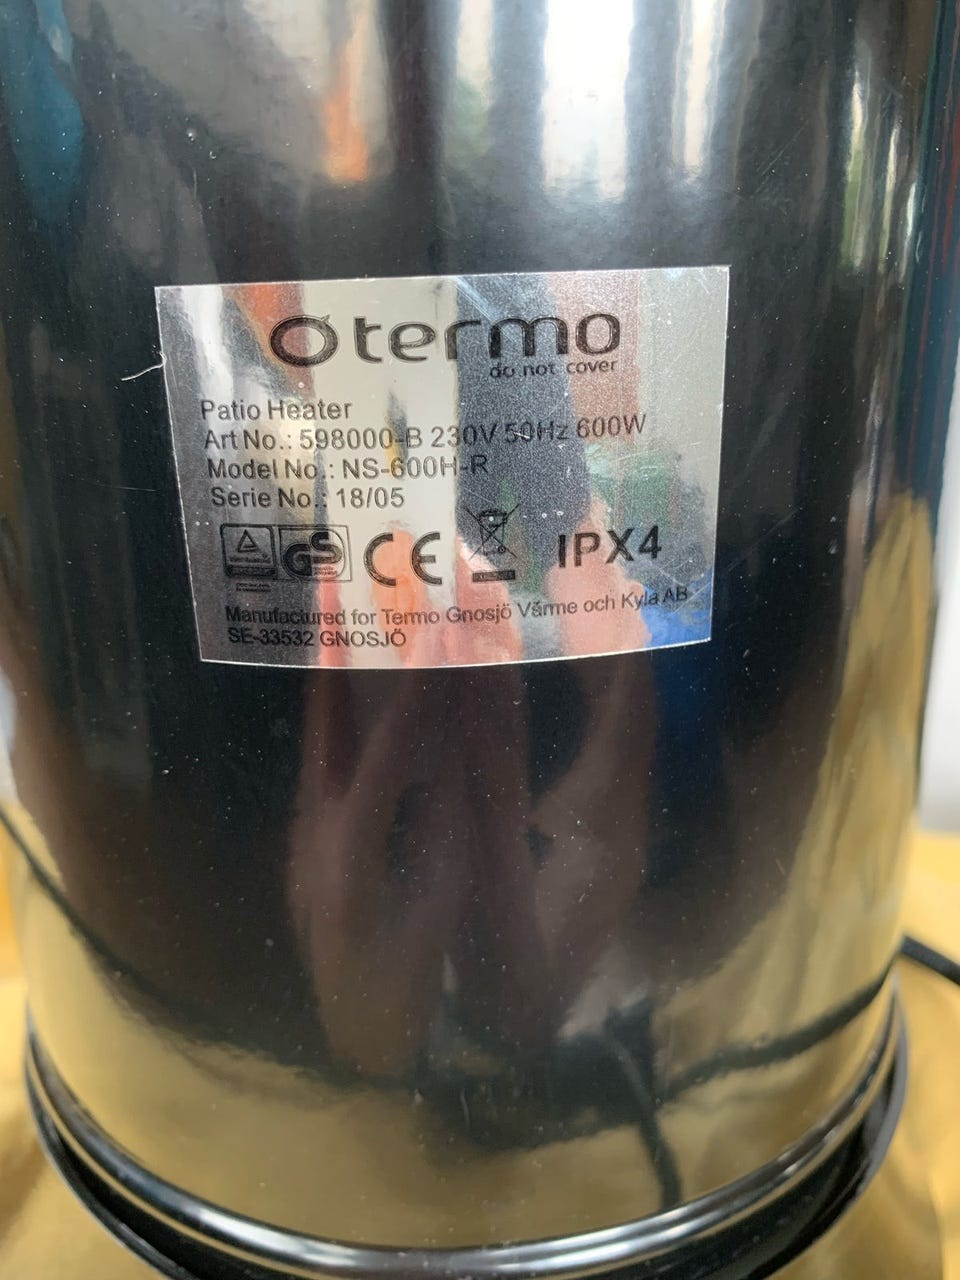 termo
do not cover
Patio Heater
Art No.: 598000-B 230V 50Hz 600W
Model No.: NS-600H-R
Serie No.: 18/05
GS CE IPX4
Manufactured for Termo Gnosjö Värme och Kyla AB
SE-33532 GNOSJÖ